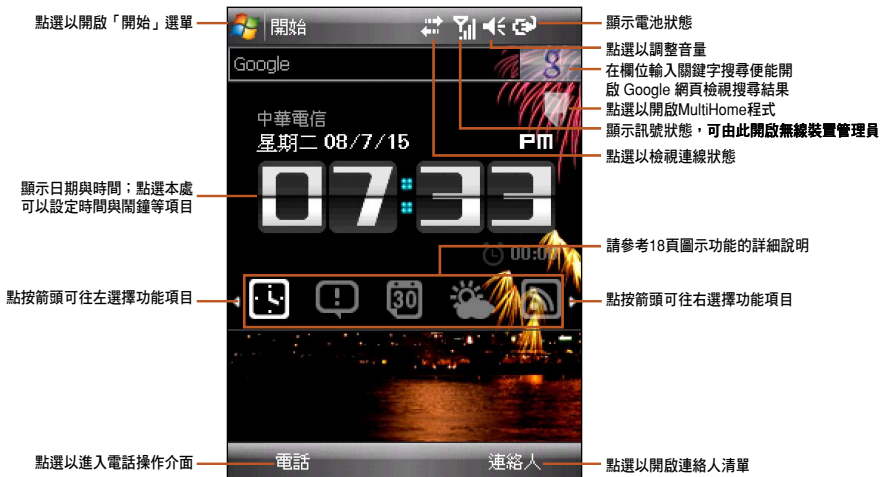 點選以開啟「開始」選單
開始
顯示電池狀態
點選以調整音量
Google
g
在欄位輸入關鍵字搜尋便能開
啟 Google 網頁檢視搜尋結果
點選以開啟MultiHome程式
顯示訊號狀態，可由此開啟無線裝置管理員
點選以檢視連線狀態
中華電信
星期二 08/7/15
PM
07:33
顯示日期與時間；點選本處
可以設定時間與鬧鐘等項目
00:00
請參考18頁圖示功能的詳細說明
點按箭頭可往左選擇功能項目
30
點按箭頭可往右選擇功能項目
點選以進入電話操作介面
電話
連絡人
點選以開啟連絡人清單